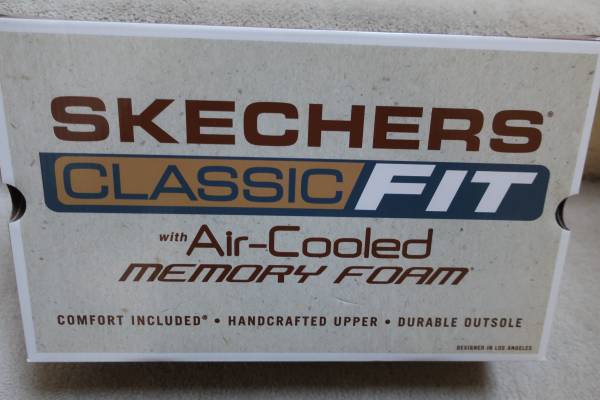 SKECHERS®
CLASSIC FIT
with Air-Cooled
MEMORY FOAM
COMFORT INCLUDED® • HANDCRAFTED UPPER • DURABLE OUTSOLE
DESIGNED IN LOS ANGELES